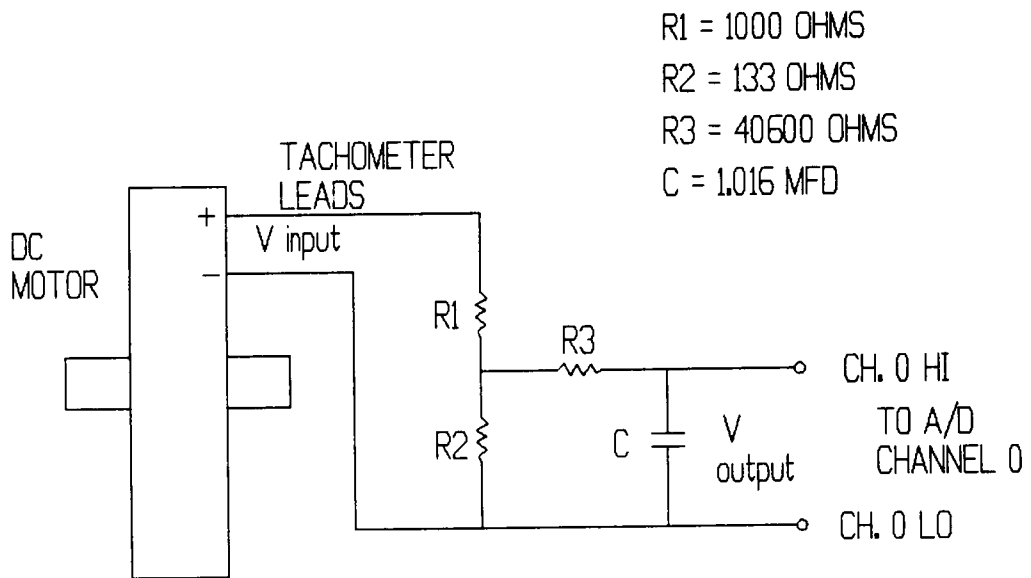 R1 = 1000 OHMS
R2 = 133 OHMS
R3 = 40600 OHMS
C = 1.016 MFD
TACHOMETER
LEADS
+
V input
−
DC
MOTOR
R1
R3
R2
C
V
output
CH. 0 HI
TO A/D
CHANNEL 0
CH. 0 LO